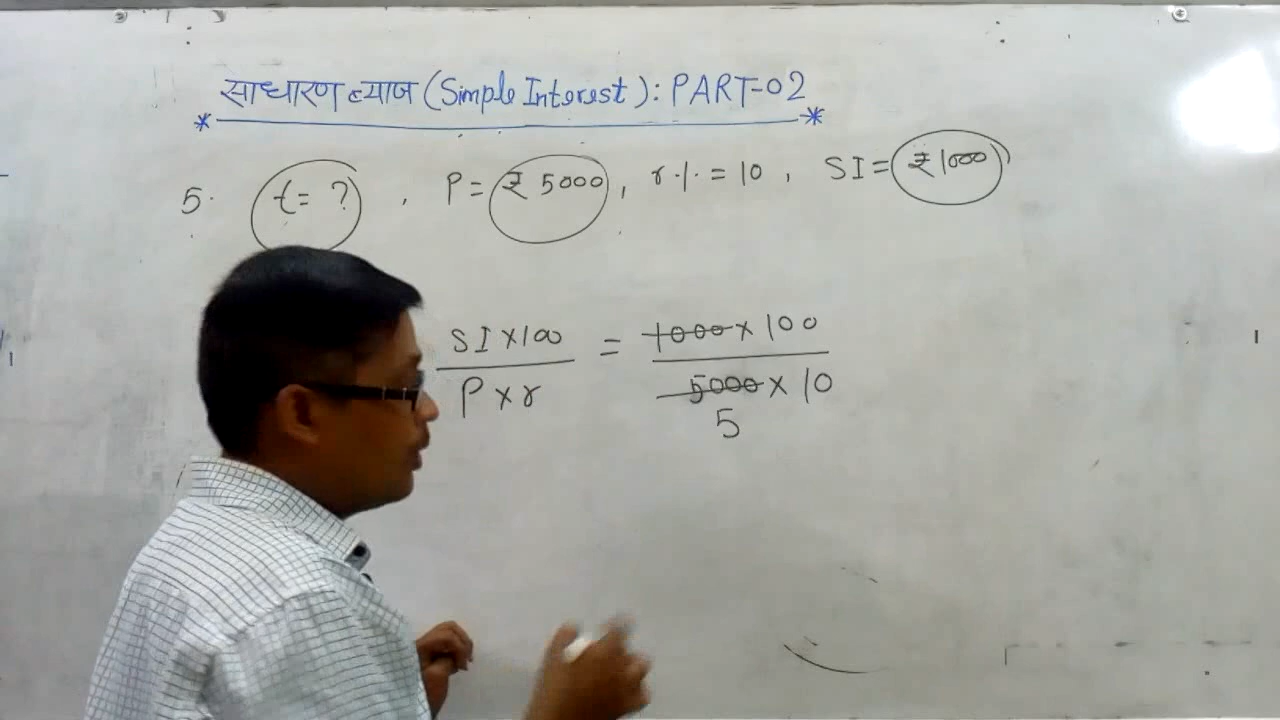 साधारण ब्याज (Simple Interest): PART-02
5. t= ? , P= ₹ 5000, r·/· = 10 , SI= ₹1000
SI×100 = 1000×100
P×r 5000×10
5